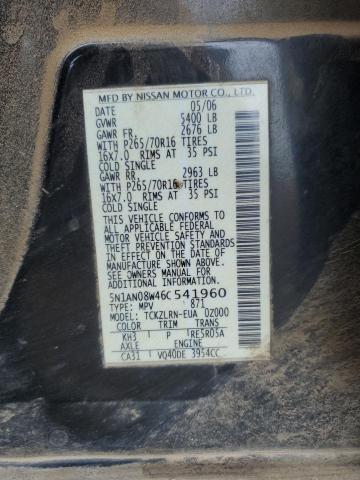 MFD BY NISSAN MOTOR CO., LTD.
DATE 05/06
GVWR 5400 LB
GAWR FR. 2676 LB
WITH P265/70R16 TIRES
16X7.0 RIMS AT 35 PSI
COLD SINGLE
GAWR RR. 2963 LB
WITH P265/70R16 TIRES
16X7.0 RIMS AT 35 PSI
COLD SINGLE
THIS VEHICLE CONFORMS TO
ALL APPLICABLE FEDERAL
MOTOR VEHICLE SAFETY AND
THEFT PREVENTION STANDARDS
IN EFFECT ON THE DATE OF
MFR. SHOWN ABOVE.
SEE OWNERS MANUAL FOR
ADDITIONAL INFORMATION.
5N1AN08W46C541960
TYPE: MPV 871
MODEL: TCKZLRN-EUA 0Z000
COLOR TRIM TRANS
KH3 P RE5R05A
AXLE ENGINE
CA31 VQ40DE 3954CC